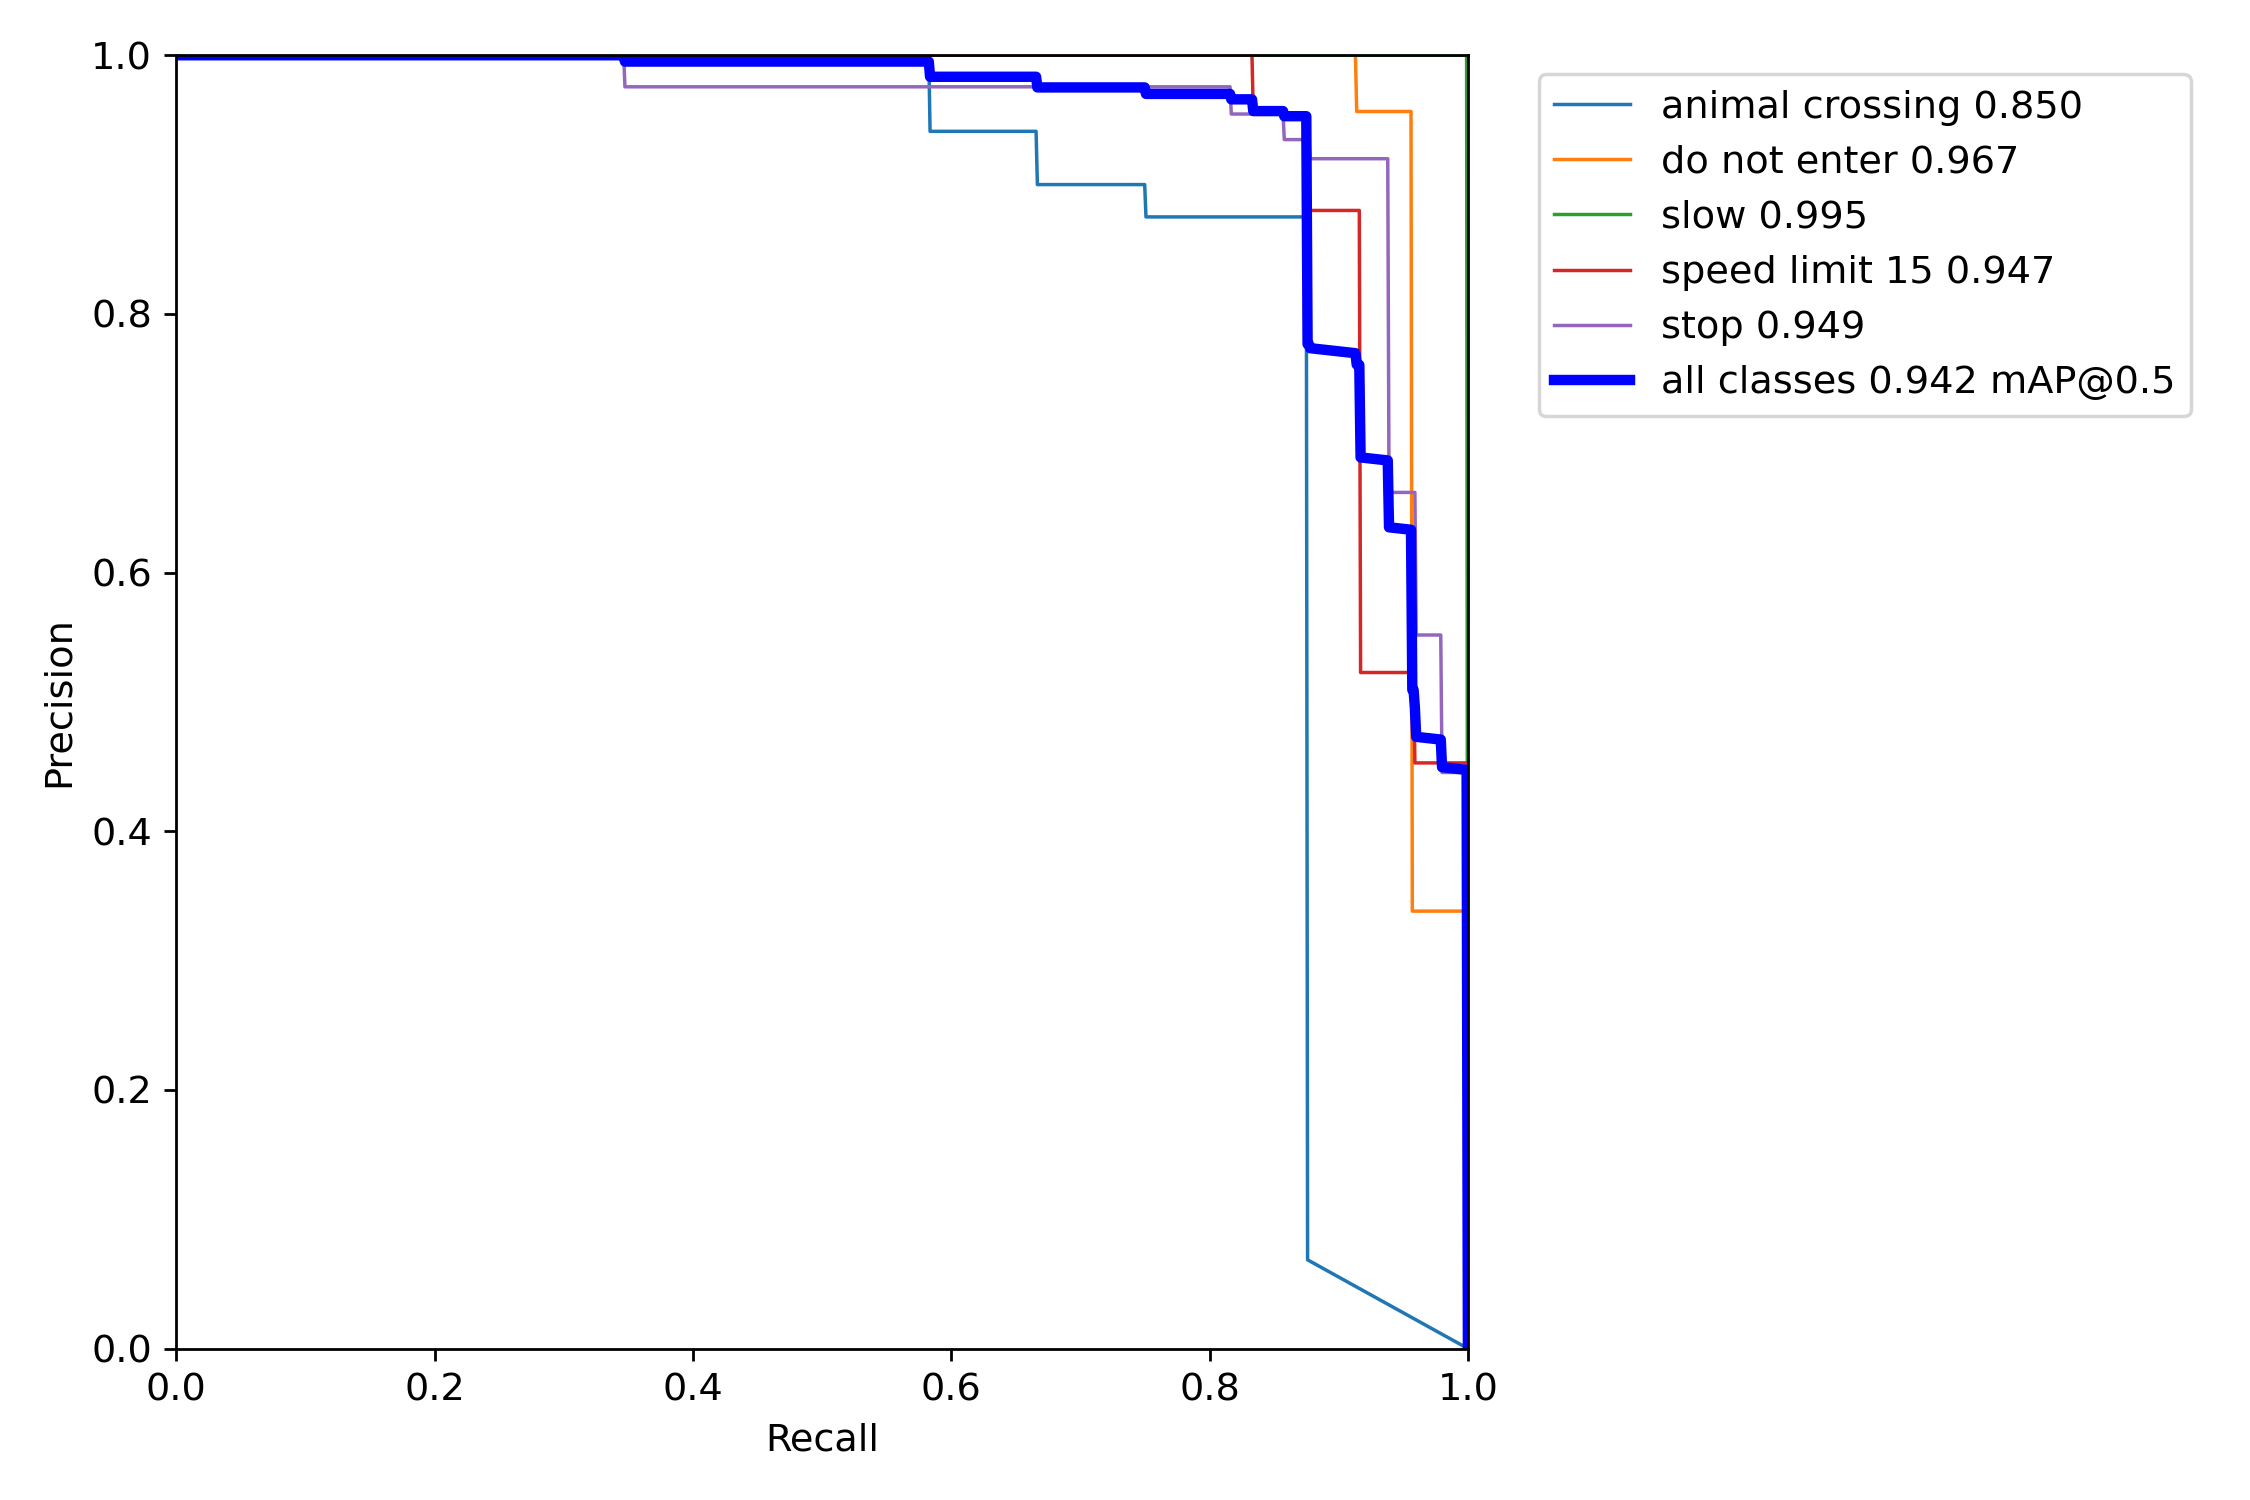 1.0
0.8
0.6
0.4
0.2
0.0
Precision
0.0 0.2 0.4 0.6 0.8 1.0
Recall
animal crossing 0.850
do not enter 0.967
slow 0.995
speed limit 15 0.947
stop 0.949
all classes 0.942 mAP@0.5